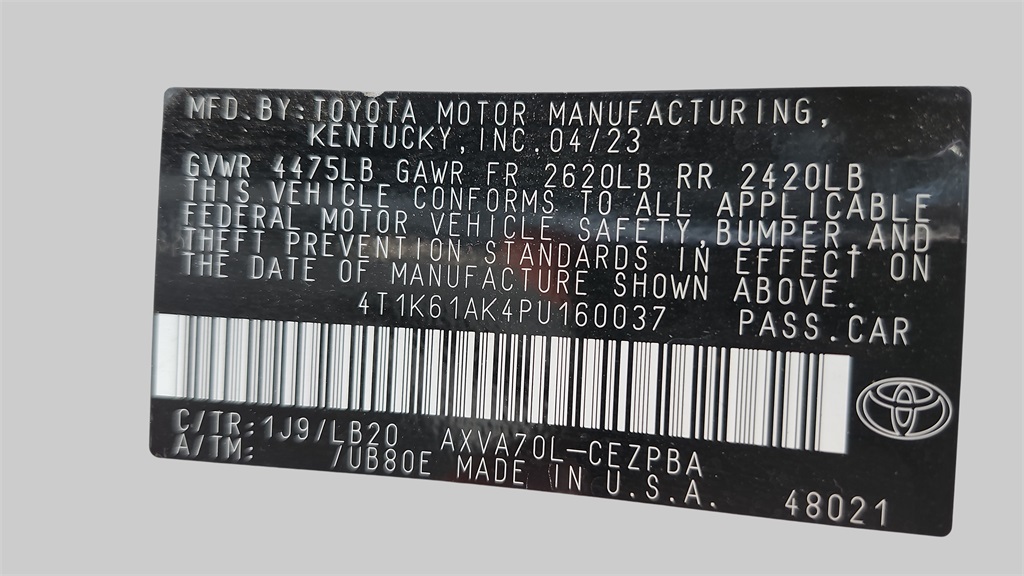 MFD.BY:TOYOTA MOTOR MANUFACTURING,
KENTUCKY,INC.04/23
GVWR 4475LB GAWR FR 2620LB RR 2420LB
THIS VEHICLE CONFORMS TO ALL APPLICABLE
FEDERAL MOTOR VEHICLE SAFETY,BUMPER,AND
THEFT PREVENTION STANDARDS IN EFFECT ON
THE DATE OF MANUFACTURE SHOWN ABOVE.
4T1K61AK4PU160037 PASS.CAR
C/TR:1J9/LB20 AXVA70L-CEZPBA
A/TM: /UB80E MADE IN U.S.A.
48021